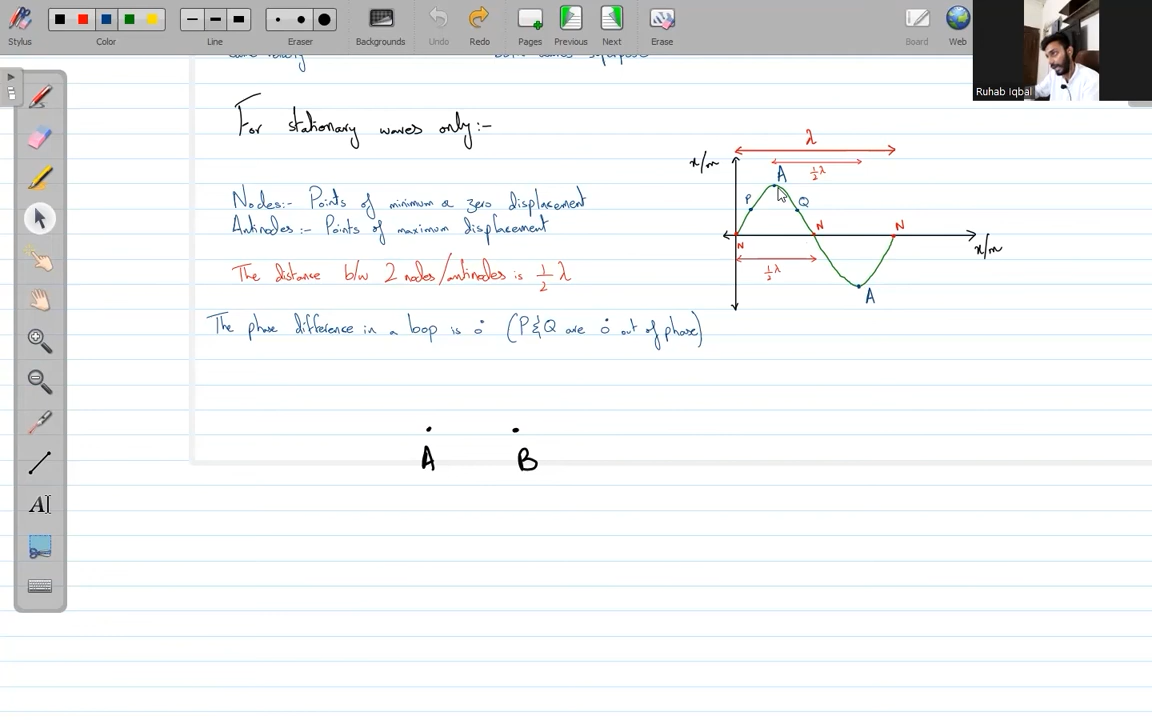 Stylus Color Line Eraser Backgrounds Undo Redo Pages Previous Next Erase Board Web
Ruhab Iqbal
For stationary waves only:-
Nodes:- Points of minimum or zero displacement
Antinodes:- Points of maximum displacement
The distance b/w 2 nodes/antinodes is 1/2 λ
The phase difference in a loop is 0° (P & Q are 0° out of phase)
λ
x/m
1/2 λ
A
P
Q
N
N
N
x/m
1/2 λ
A
A B
AI